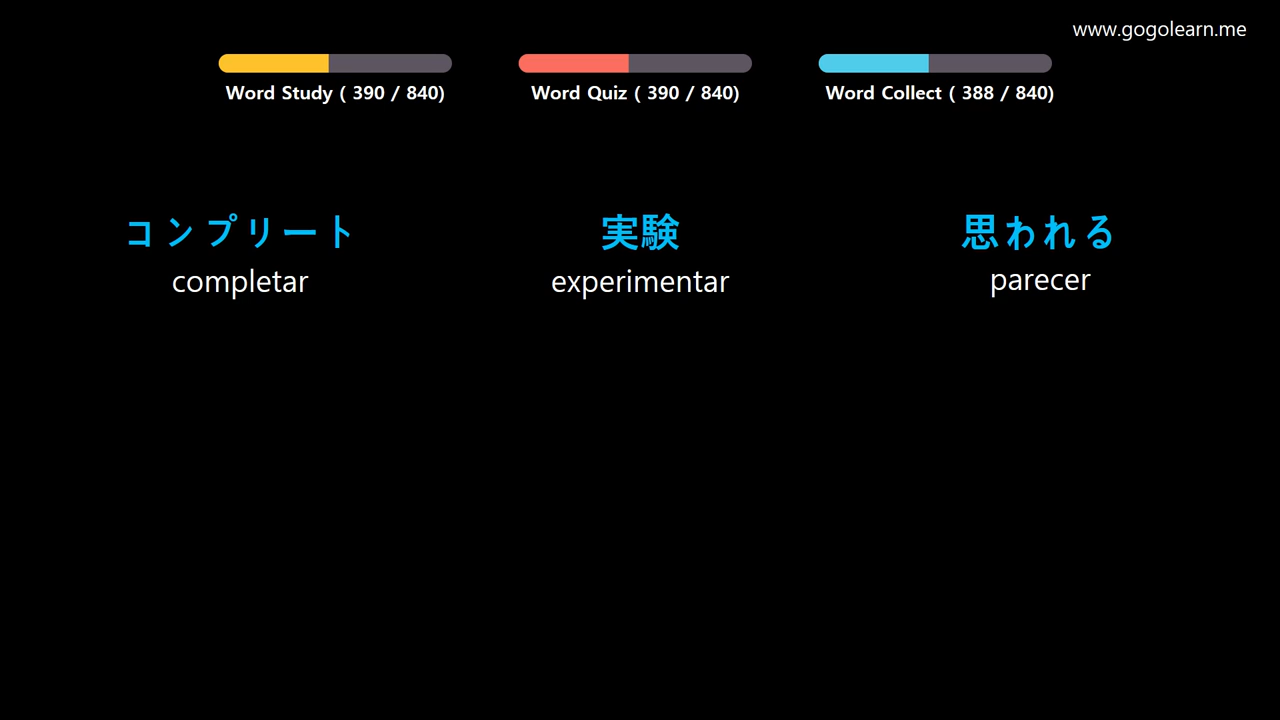 www.gogolearn.me
Word Study ( 390 / 840)
Word Quiz ( 390 / 840)
Word Collect ( 388 / 840)
コンプリート
completar
実験
experimentar
思われる
parecer